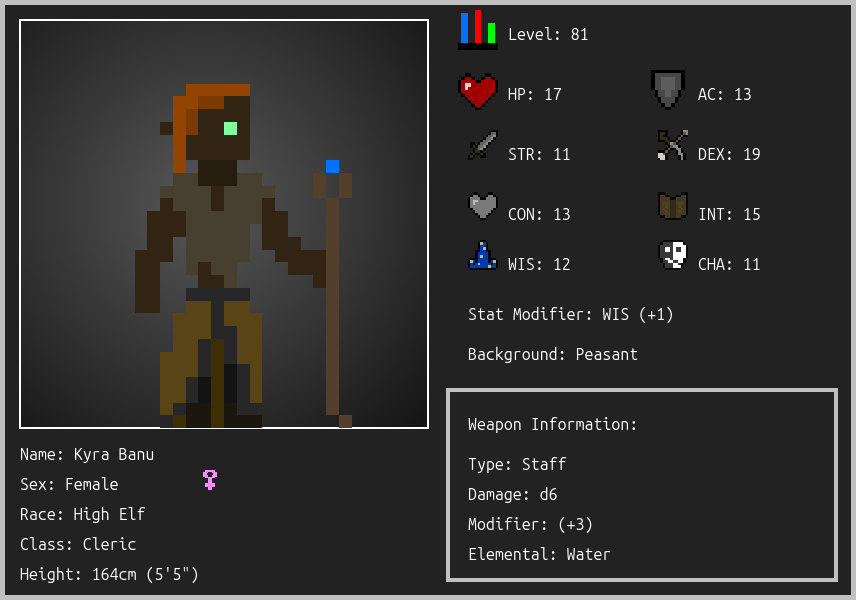 Level: 81
HP: 17
AC: 13
STR: 11
DEX: 19
CON: 13
INT: 15
WIS: 12
CHA: 11
Stat Modifier: WIS (+1)
Background: Peasant
Weapon Information:
Type: Staff
Damage: d6
Modifier: (+3)
Elemental: Water
Name: Kyra Banu
Sex: Female
Race: High Elf
Class: Cleric
Height: 164cm (5'5")